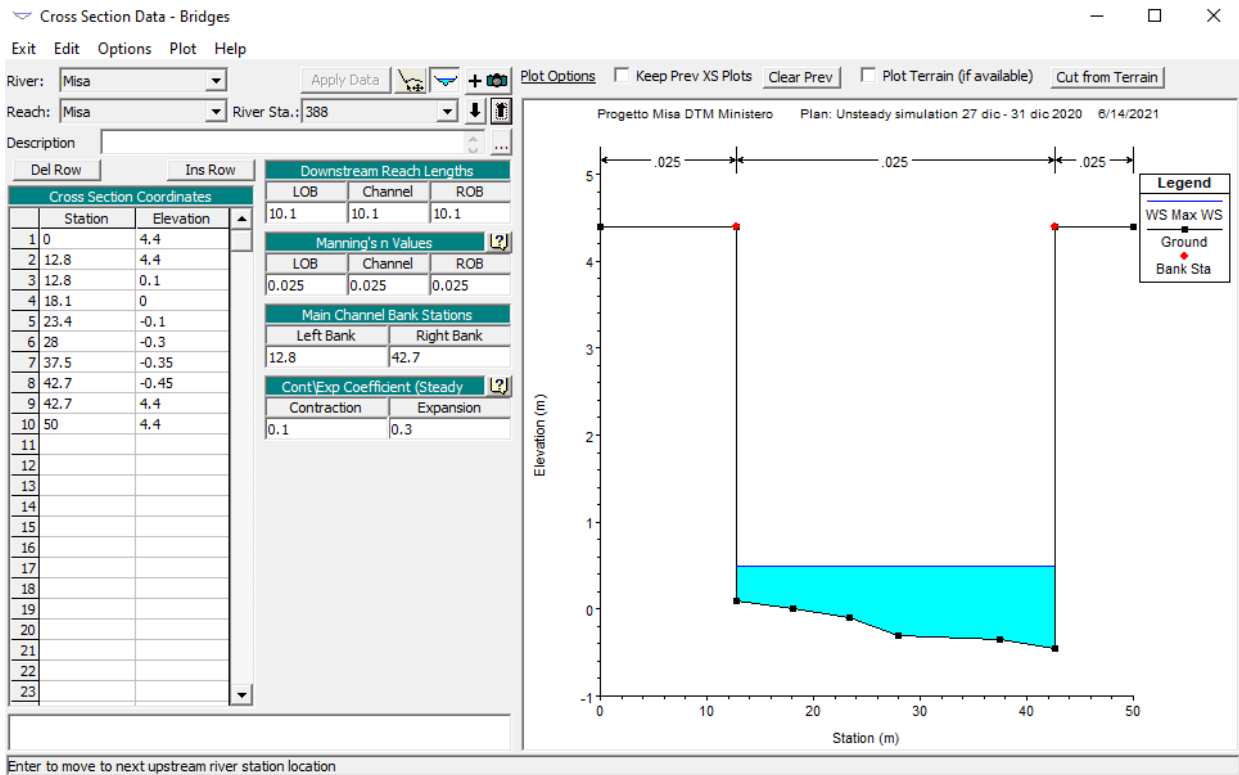 Cross Section Data - Bridges
Exit Edit Options Plot Help
River: Misa
Apply Data
Reach: Misa River Sta.: 388
Description
...
Del Row Ins Row
Cross Section Coordinates
Station Elevation
1 0 4.4
2 12.8 4.4
3 12.8 0.1
4 18.1 0
5 23.4 -0.1
6 28 -0.3
7 37.5 -0.35
8 42.7 -0.45
9 42.7 4.4
10 50 4.4
11
12
13
14
15
16
17
18
19
20
21
22
23
Downstream Reach Lengths
LOB Channel ROB
10.1 10.1 10.1
Manning's n Values
LOB Channel ROB
0.025 0.025 0.025
Main Channel Bank Stations
Left Bank Right Bank
12.8 42.7
Cont\Exp Coefficient (Steady
Contraction Expansion
0.1 0.3
Plot Options Keep Prev XS Plots Clear Prev Plot Terrain (if available) Cut from Terrain
Progetto Misa DTM Ministero Plan: Unsteady simulation 27 dic - 31 dic 2020 6/14/2021
.025 .025 .025
Legend
WS Max WS
Ground
Bank Sta
5
4
3
2
1
0
-1
Elevation (m)
0 10 20 30 40 50
Station (m)
Enter to move to next upstream river station location